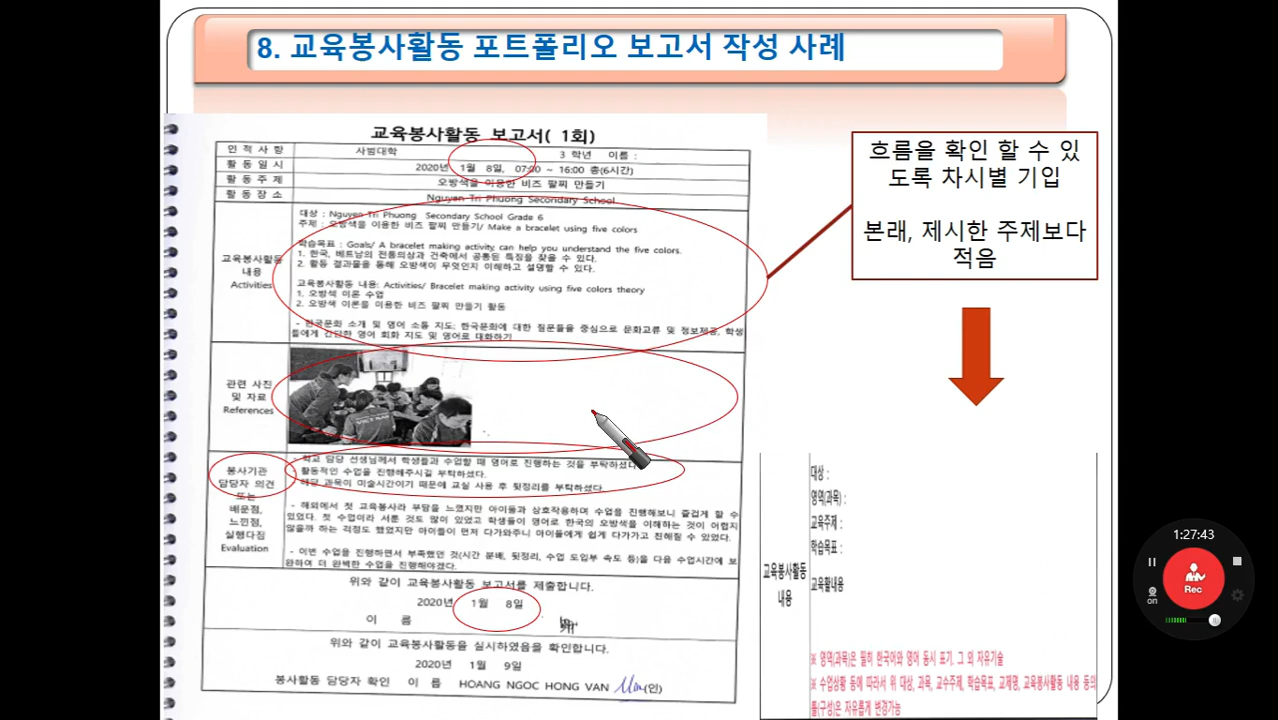 8. 교육봉사활동 포트폴리오 보고서 작성 사례
교육봉사활동 보고서( 1회)
인 적 사 항 사범대학 3 학년 이름 :
활 동 일 시 2020년 1월 8일, 07:00 ~ 16:00 총(6시간)
활 동 주 제 오방색을 이용한 비즈 팔찌 만들기
활 동 장 소 Nguyen Tri Phuong Secondary School
교육봉사활동
내용
Activities
대상 : Nguyen Tri Phuong Secondary School Grade 6
주제 : 오방색을 이용한 비즈 팔찌 만들기/ Make a bracelet using five colors
학습목표 : Goals/ A bracelet making activity, can help you understand the five colors.
1. 한국, 베트남의 전통의상과 건축에서 공통된 특징을 찾을 수 있다.
2. 활동 결과물을 통해 오방색이 무엇인지 이해하고 설명할 수 있다.
교육봉사활동 내용: Activities/ Bracelet making activity using five colors theory
1. 오방색 이론 수업
2. 오방색 이론을 이용한 비즈 팔찌 만들기 활동
- 한국문화 소개 및 영어 소통 지도: 한국문화에 대한 질문들을 중심으로 문화교류 및 정보제공, 학생
들에게 간단한 영어 회화 지도 및 영어로 대화하기
관련 사진
및 자료
References
VIETNAM
봉사기관
담당자 의견
또는
배운점,
느낀점,
실행다짐
Evaluation
- 학교 담당 선생님께서 학생들과 수업할 때 영어로 진행하는 것을 부탁하셨다.
활동적인 수업을 진행해주시길 부탁하셨다.
해당 과목이 미술시간이기 때문에 교실 사용 후 뒷정리를 부탁하셨다.
- 해외에서 첫 교육봉사라 부담을 느꼈지만 아이들과 상호작용하며 수업을 진행해보니 즐겁게 할 수
있었다. 첫 수업이라 서툰 것도 많이 있었고 학생들이 영어로 한국의 오방색을 이해하는 것이 어렵지
않을까 하는 걱정도 했었지만 아이들이 먼저 다가와주니 아이들에게 쉽게 다가가고 친해질 수 있었다.
- 이번 수업을 진행하면서 부족했던 것(시간 분배, 뒷정리, 수업 도입부 속도 등)을 다음 수업시간에 보
완하여 더 완벽한 수업을 진행해야겠다.
위와 같이 교육봉사활동 보고서를 제출합니다.
2020년 1월 8일
이 름
위와 같이 교육봉사활동을 실시하였음을 확인합니다.
2020년 1월 9일
봉사활동 담당자 확인 이 름 HOANG NGOC HONG VAN (인)
흐름을 확인 할 수 있
도록 차시별 기입
본래, 제시한 주제보다
적음
교육봉사활동
내용
대상 :
영역(과목) :
교육주제 :
학습목표 :
교육활내용
※ 영역(과목)은 필히 한국어와 영어 동시 표기. 그 외 자유기술
※ 수업상황 등에 따라서 위 대상, 과목, 교수주제, 학습목표, 교재명, 교육봉사활동 내용 등의
틀(구성)은 자유롭게 변경가능
1:27:43
Rec
on